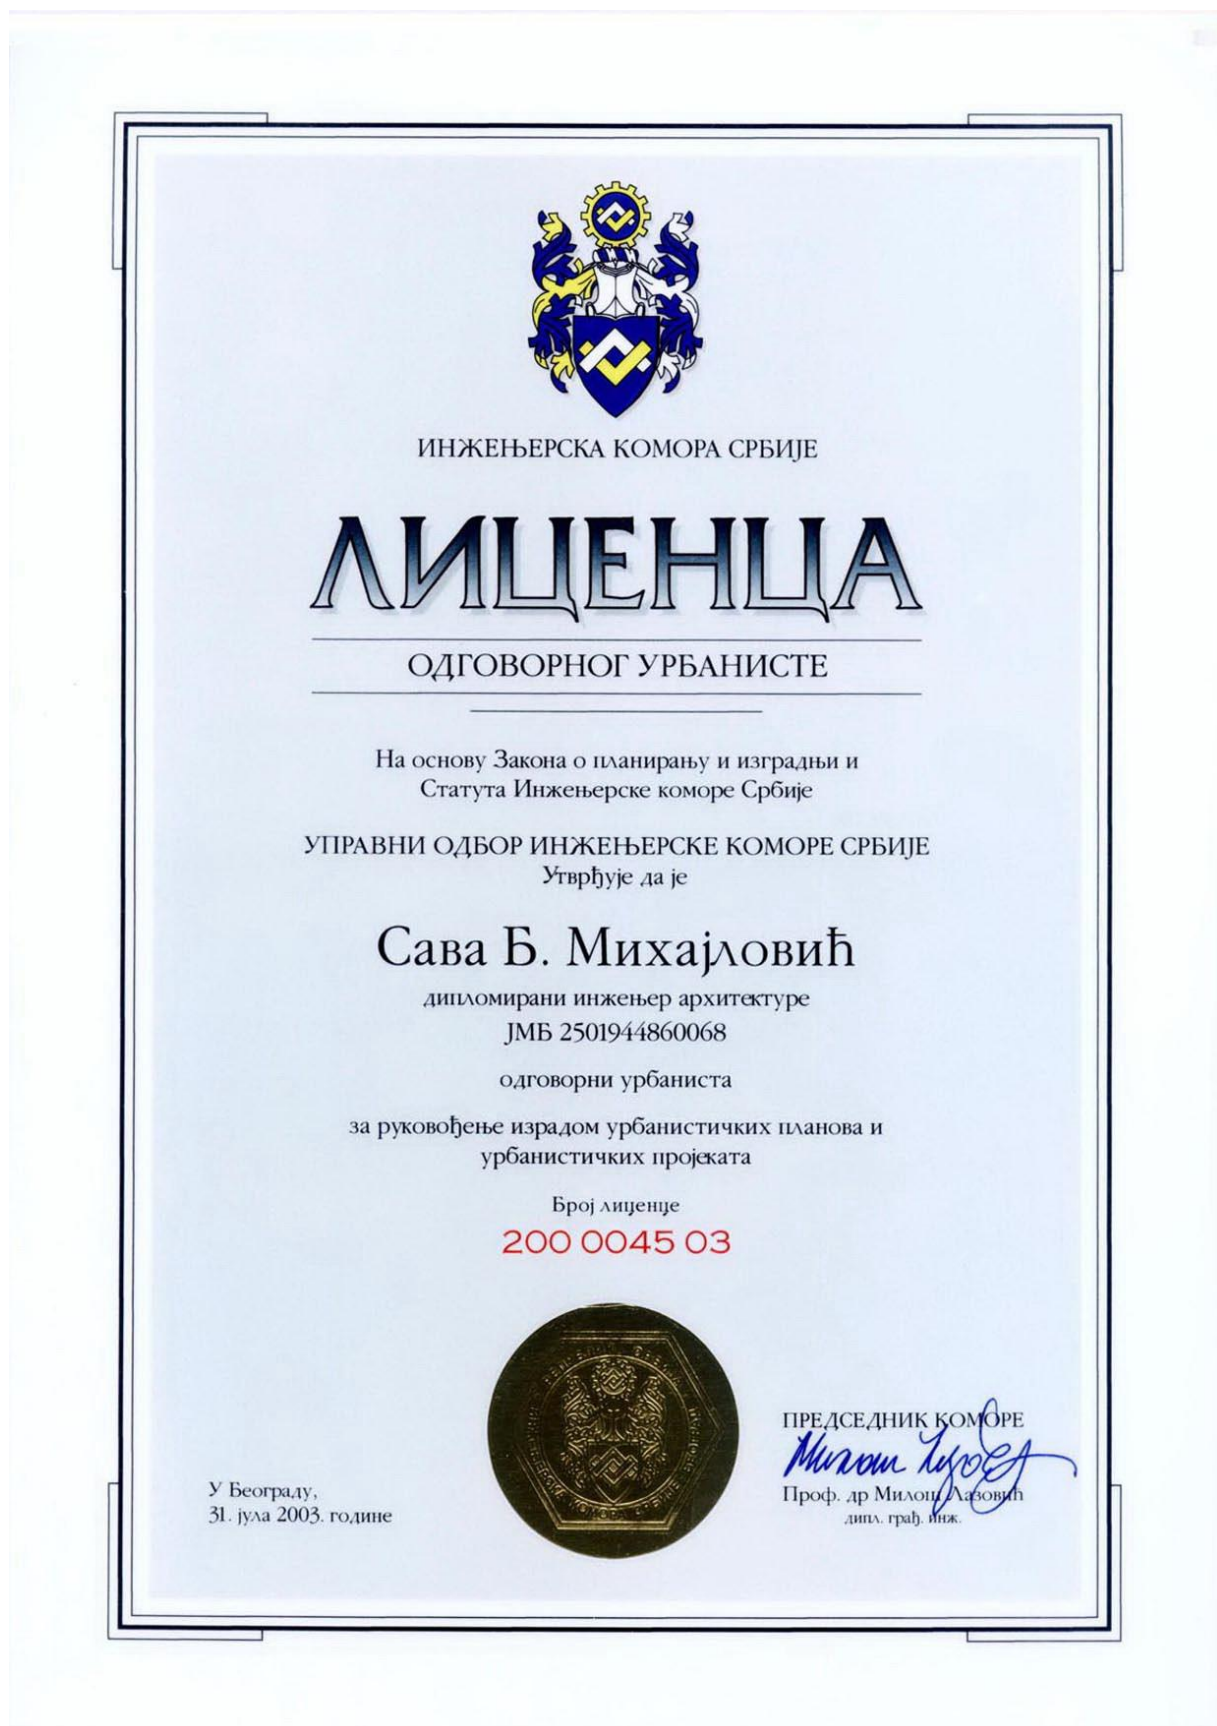 ИНЖЕЊЕРСКА КОМОРА СРБИЈЕ
ЛИЦЕНЦА
ОДГОВОРНОГ УРБАНИСТЕ
На основу Закона о планирању и изградњи и
Статута Инжењерске коморе Србије
УПРАВНИ ОДБОР ИНЖЕЊЕРСКЕ КОМОРЕ СРБИЈЕ
Утврђује да је
Сава Б. Михајловић
дипломирани инжењер архитектуре
ЈМБ 2501944860068
одговорни урбаниста
за руковођење израдом урбанистичких планова и
урбанистичких пројеката
Број лиценце
200 0045 03
У Београду,
31. јула 2003. године
ПРЕДСЕДНИК КОМОРЕ
Проф. др Милош Лазовић
дипл. грађ. инж.